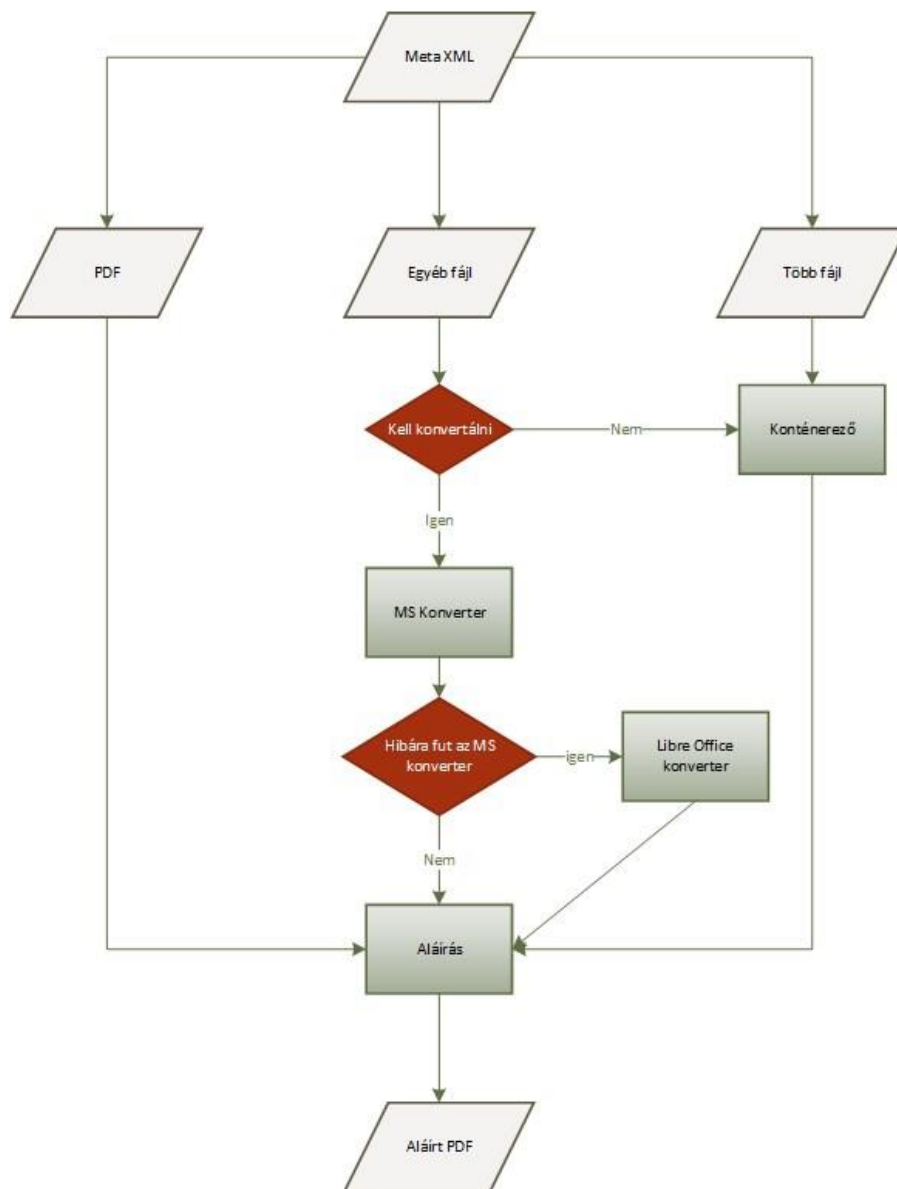 Meta XML
PDF
Egyéb fájl
Több fájl
Kell konvertálni
Nem
Konténerező
Igen
MS Konverter
Hibára fut az MS
konverter
igen
Libre Office
konverter
Nem
Aláírás
Aláírt PDF